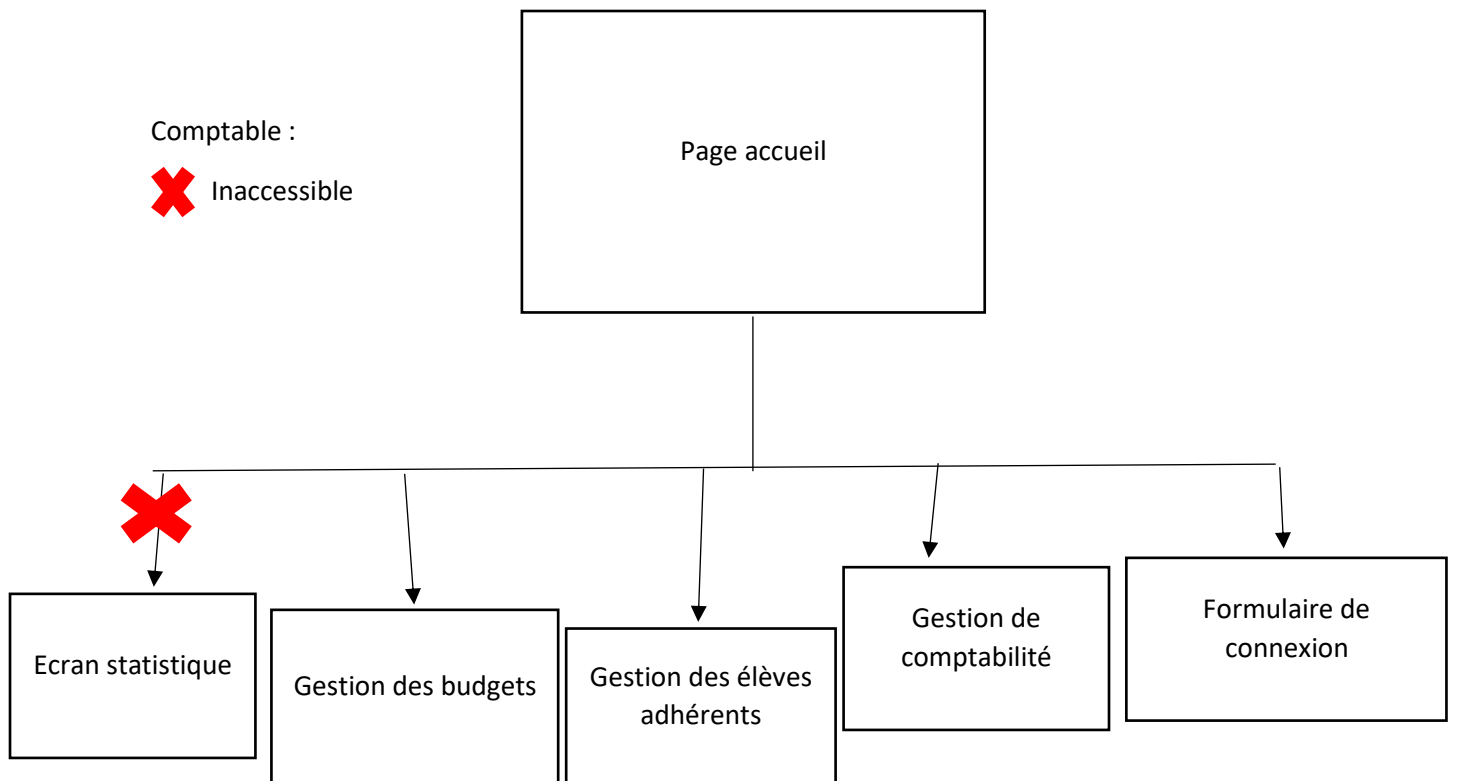 Page accueil
Comptable :
Inaccessible
Ecran statistique
Gestion des budgets
Gestion des élèves
adhérents
Gestion de
comptabilité
Formulaire de
connexion